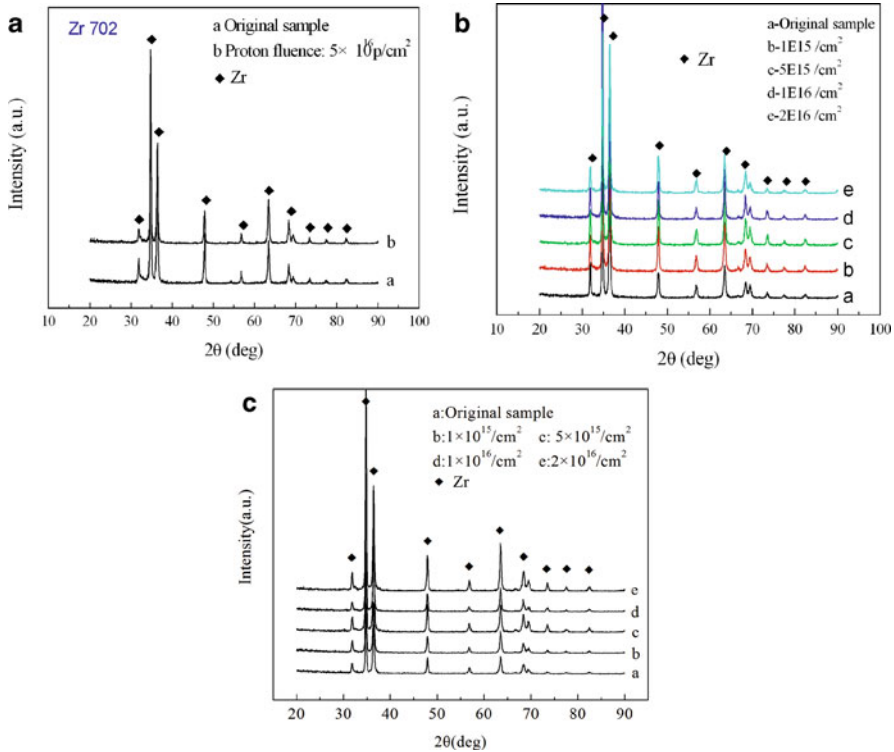 a
Zr 702
a Original sample
b Proton fluence: 5× 10¹⁶p/cm²
◆ Zr
Intensity (a.u.)
b
a
10 20 30 40 50 60 70 80 90 100
2θ (deg)
b
a-Original sample
b-1E15/cm²
c-5E15/cm²
d-1E16/cm²
e-2E16/cm²
◆ Zr
Intensity (a.u.)
e
d
c
b
a
10 20 30 40 50 60 70 80 90 100
2θ (deg)
c
a:Original sample
b:1×10¹⁵/cm² c: 5×10¹⁵/cm²
d:1×10¹⁶/cm² e:2×10¹⁶/cm²
◆ Zr
Intensity(a.u.)
e
d
c
b
a
20 30 40 50 60 70 80 90
2θ(deg)